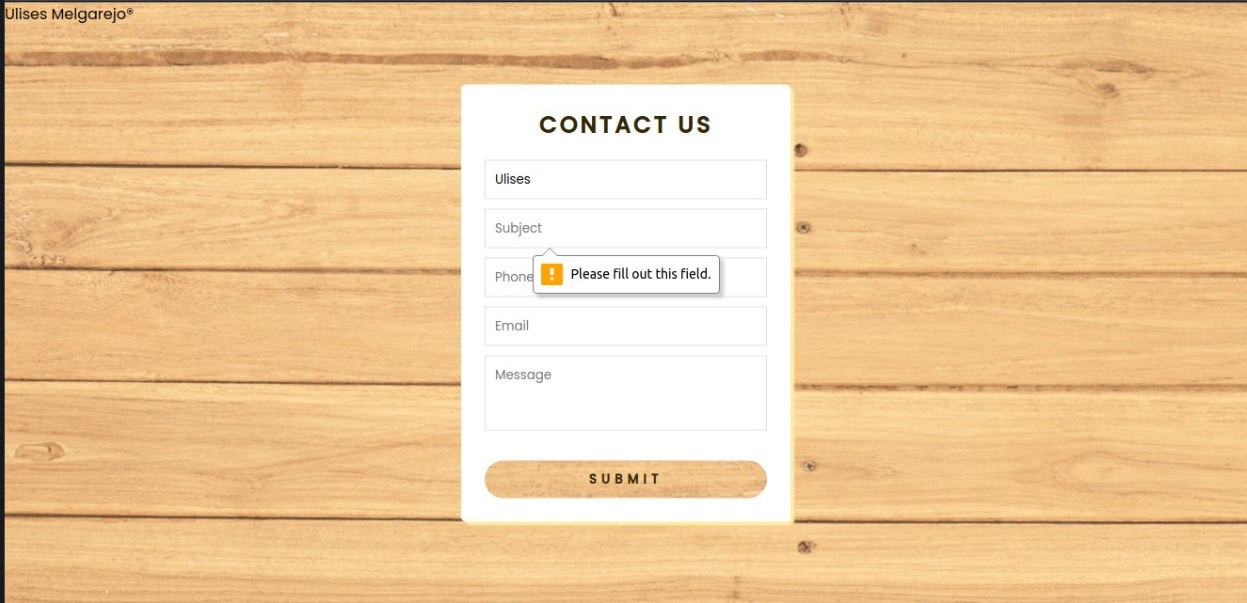 Ulises Melgarejo®
CONTACT US
Ulises
Subject
Please fill out this field.
Phone
Email
Message
SUBMIT